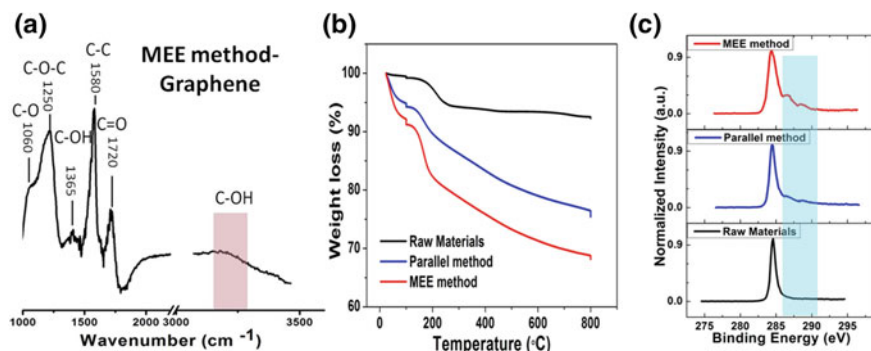 (a)
MEE method-
Graphene
C-O
1060
C-O-C
1250
C-OH
1365
C-C
1580
C=O
1720
C-OH
1000 1500 2000 3000 3500
Wavenumber (cm -1)
(b)
Weight loss (%)
100
90
80
70
60
Raw Materials
Parallel method
MEE method
0 200 400 600 800
Temperature (◦C)
(c)
Normalized Intensity (a.u.)
MEE method
0.9
0.0
Parallel method
0.9
0.0
Raw Materials
0.9
0.0
275 280 285 290 295
Binding Energy (eV)